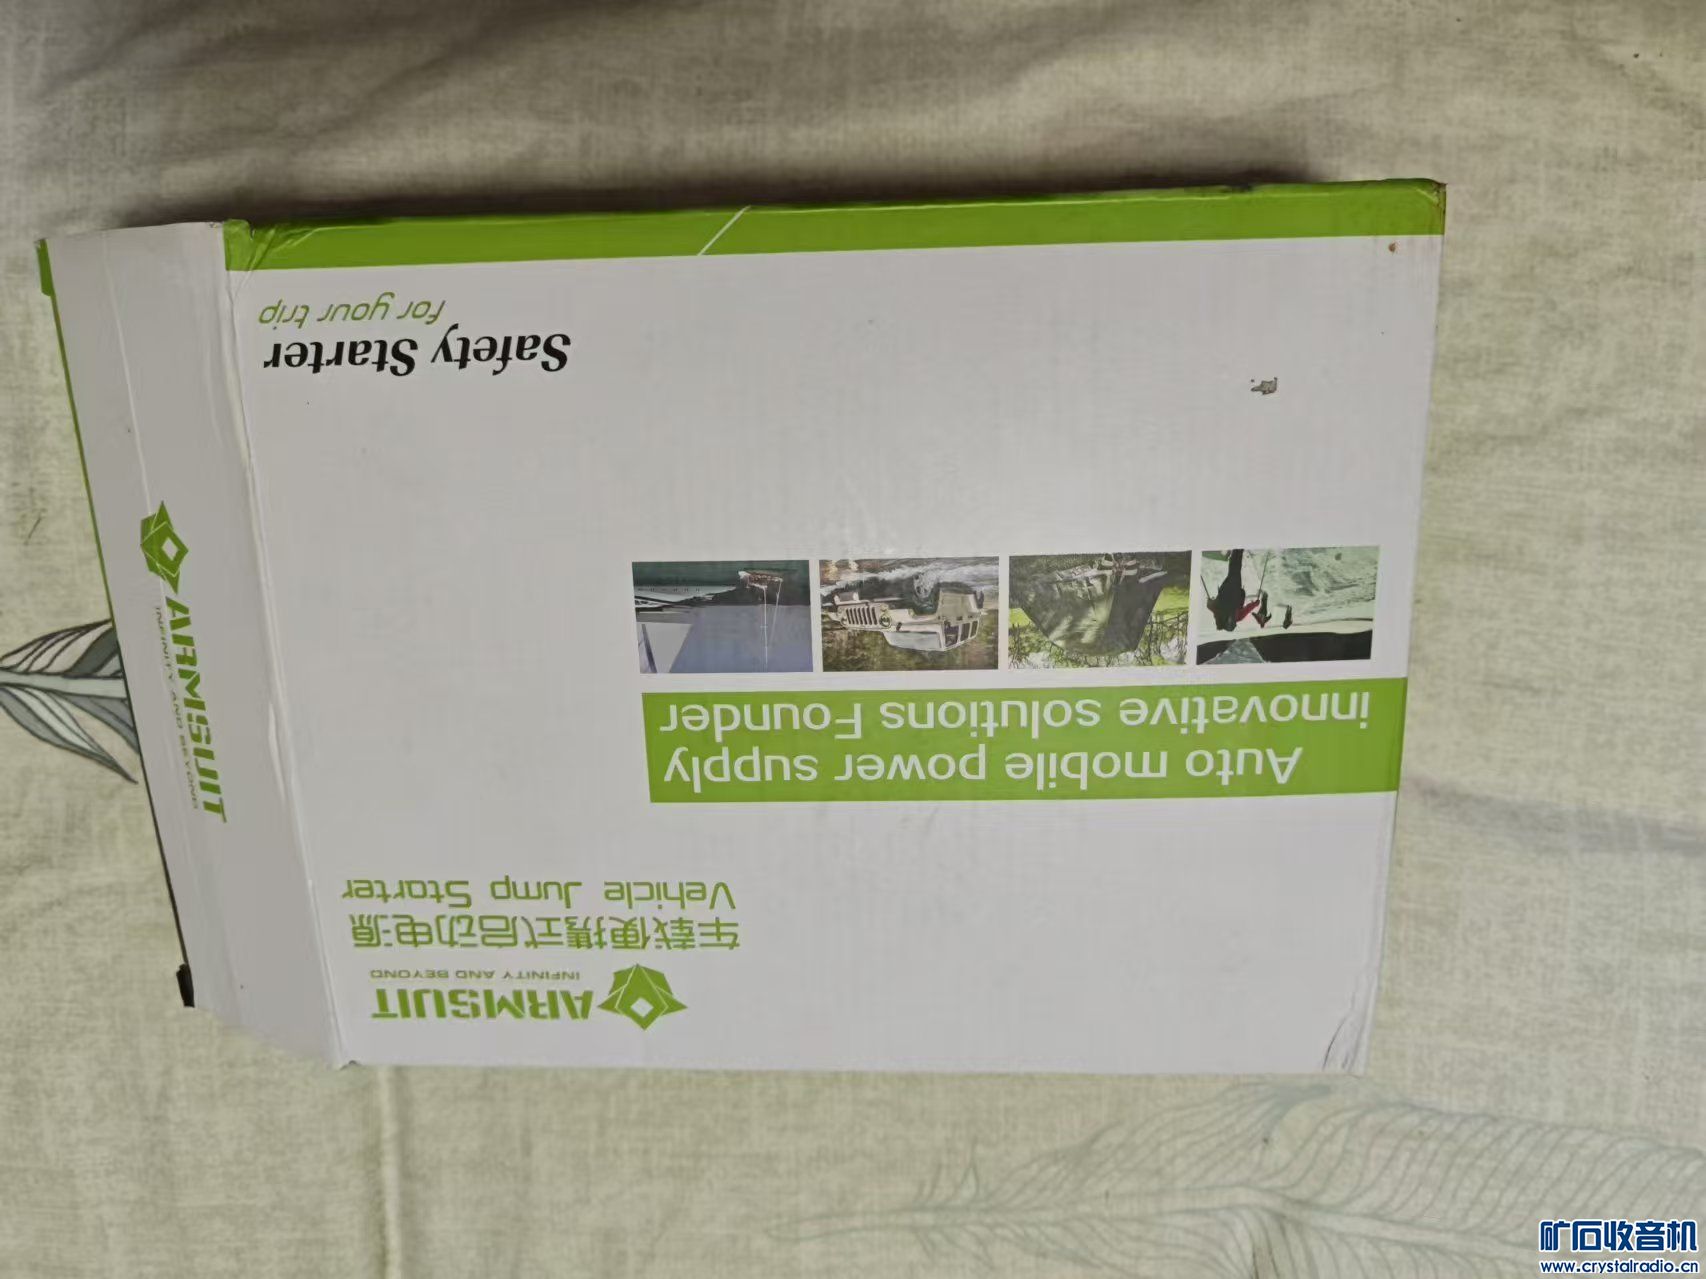 ARMSUIT
INFINITY AND BEYOND
车载便携式启动电源
Vehicle Jump Starter
Auto mobile power supply
innovative solutions Founder
Safety Starter
for your trip
ARMSUIT
INFINITY AND BEYOND
矿石收音机
www.crystalradio.cn